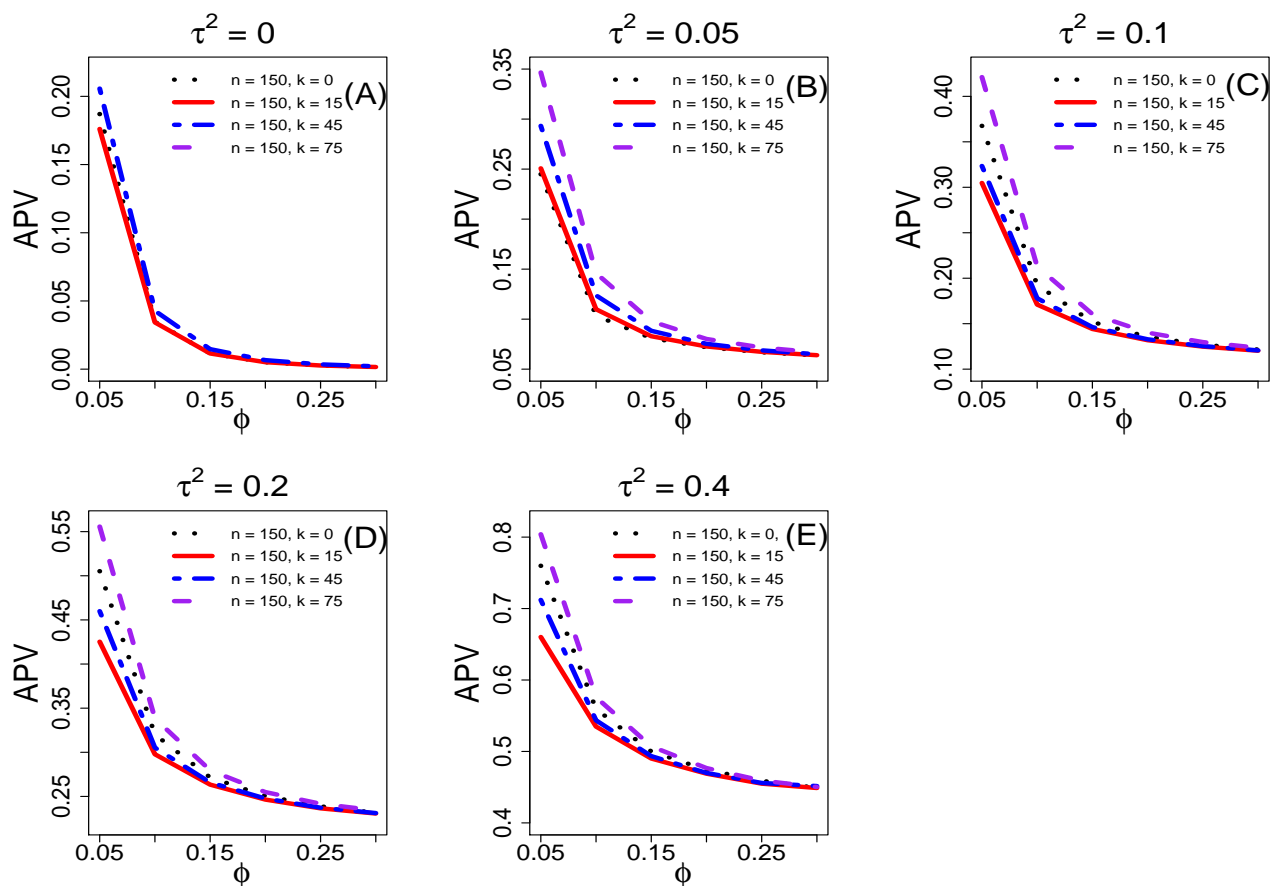 τ² = 0
0.20
0.15
0.10
0.05
0.00
APV
n = 150, k = 0
n = 150, k = 15
n = 150, k = 45
n = 150, k = 75
(A)
0.05
0.15
0.25
ϕ
τ² = 0.05
0.35
0.25
0.15
0.05
APV
n = 150, k = 0
n = 150, k = 15
n = 150, k = 45
n = 150, k = 75
(B)
0.05
0.15
0.25
ϕ
τ² = 0.1
0.40
0.30
0.20
0.10
APV
n = 150, k = 0
n = 150, k = 15
n = 150, k = 45
n = 150, k = 75
(C)
0.05
0.15
0.25
ϕ
τ² = 0.2
0.55
0.45
0.35
0.25
APV
n = 150, k = 0
n = 150, k = 15
n = 150, k = 45
n = 150, k = 75
(D)
0.05
0.15
0.25
ϕ
τ² = 0.4
0.8
0.7
0.6
0.5
0.4
APV
n = 150, k = 0,
n = 150, k = 15
n = 150, k = 45
n = 150, k = 75
(E)
0.05
0.15
0.25
ϕ